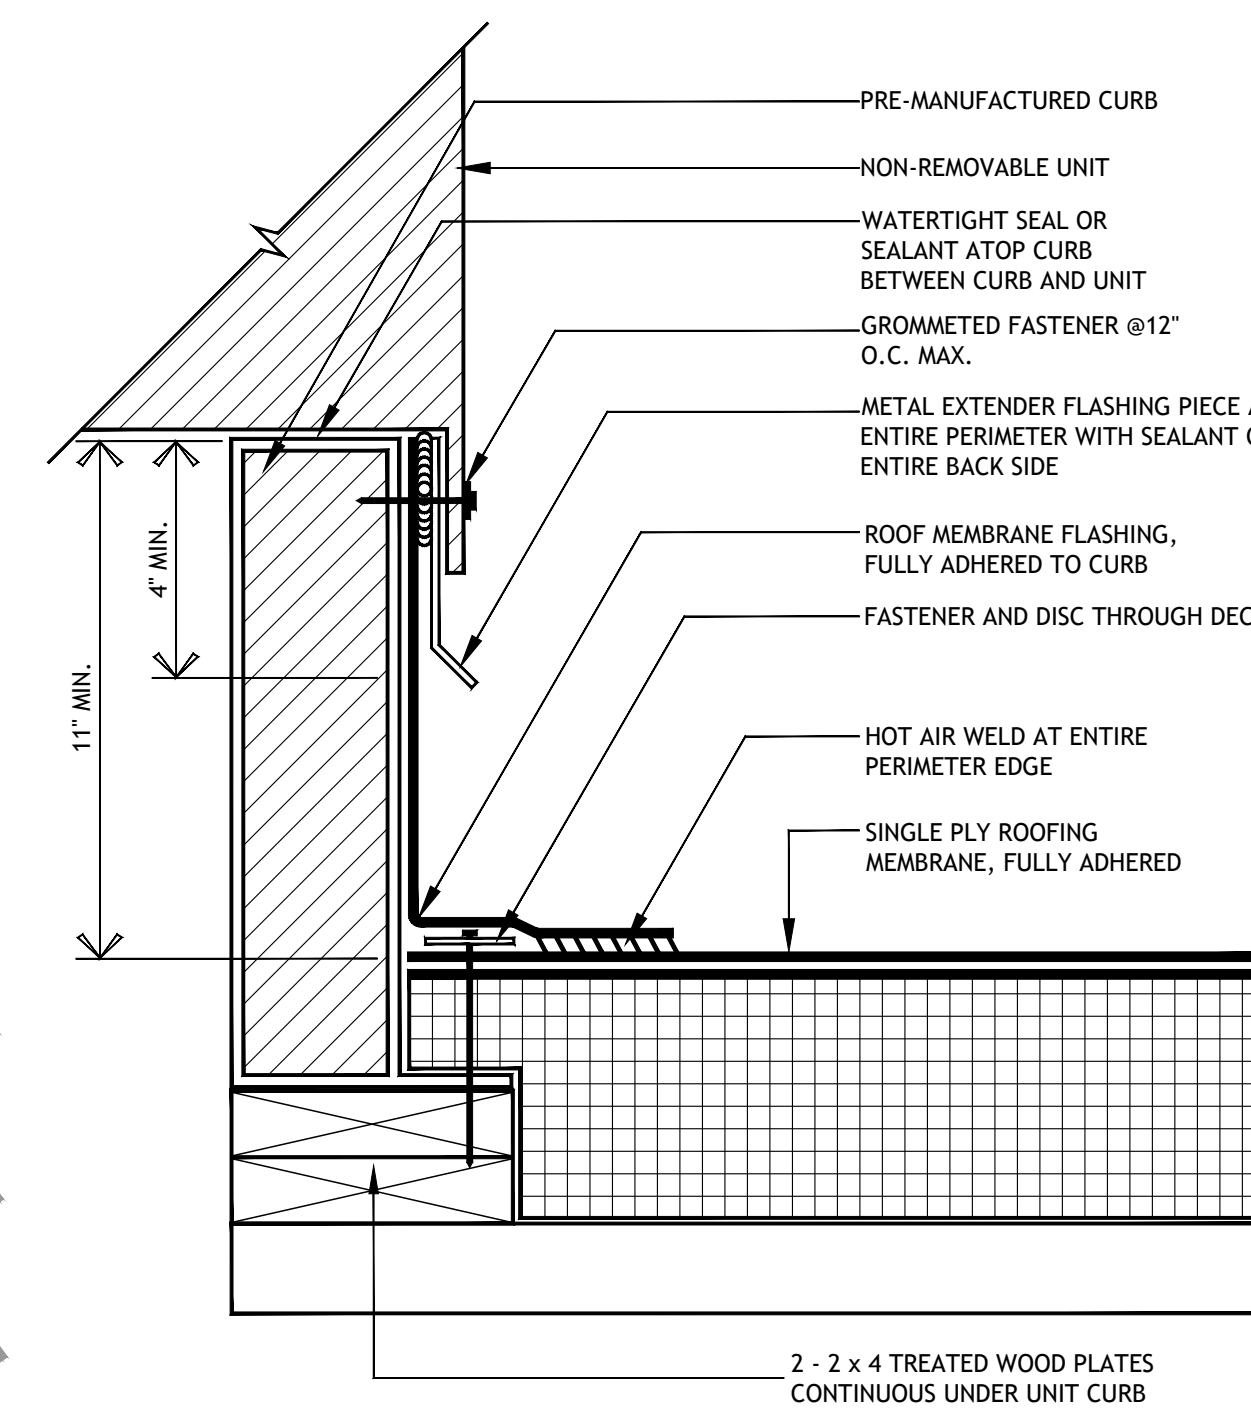 PRE-MANUFACTURED CURB
NON-REMOVABLE UNIT
WATERTIGHT SEAL OR
SEALANT ATOP CURB
BETWEEN CURB AND UNIT
GROMMETED FASTENER @12"
O.C. MAX.
METAL EXTENDER FLASHING PIECE
ENTIRE PERIMETER WITH SEALANT
ENTIRE BACK SIDE
4" MIN.
11" MIN.
ROOF MEMBRANE FLASHING,
FULLY ADHERED TO CURB
FASTENER AND DISC THROUGH
HOT AIR WELD AT ENTIRE
PERIMETER EDGE
SINGLE PLY ROOFING
MEMBRANE, FULLY ADHERED
2 - 2 x 4 TREATED WOOD PLATES
CONTINUOUS UNDER UNIT CURB